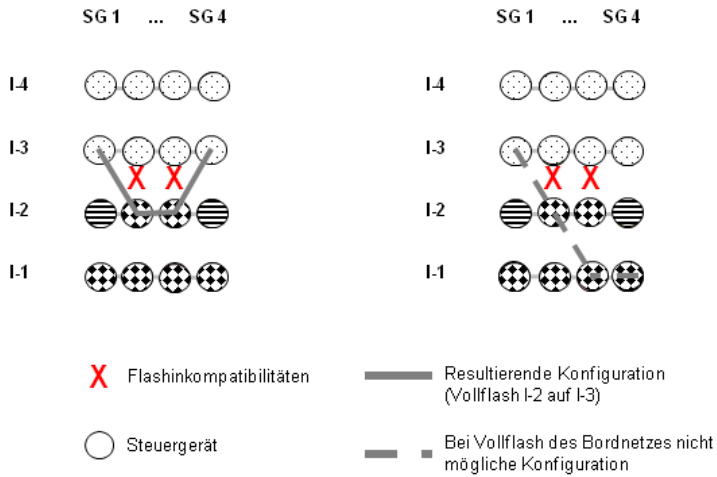 SG 1 ... SG 4 SG 1 ... SG 4
I-4 I-4
I-3 I-3
X X X X
I-2 I-2
I-1 I-1
X Flashinkompatibilitäten
Resultierende Konfiguration
(Vollflash I-2 auf I-3)
Steuergerät
Bei Vollflash des Bordnetzes nicht
mögliche Konfiguration